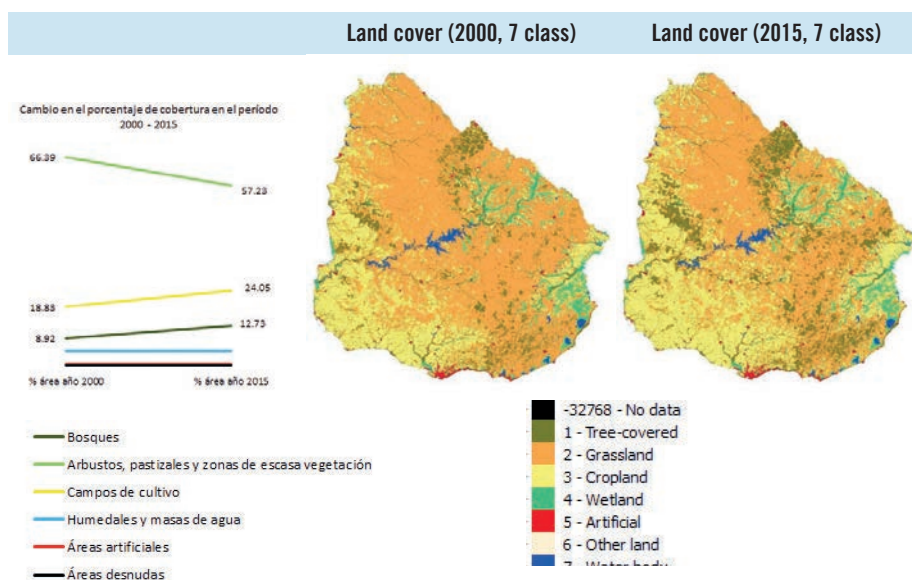 Land cover (2000, 7 class)
Land cover (2015, 7 class)
Cambio en el porcentaje de cobertura en el período
2000 - 2015
66.39
57.23
18.83
24.05
8.92
12.73
% área año 2000
% área año 2015
Bosques
Arbustos, pastizales y zonas de escasa vegetación
Campos de cultivo
Humedales y masas de agua
Áreas artificiales
Áreas desnudas
-32768 - No data
1 - Tree-covered
2 - Grassland
3 - Cropland
4 - Wetland
5 - Artificial
6 - Other land
7 - Water body